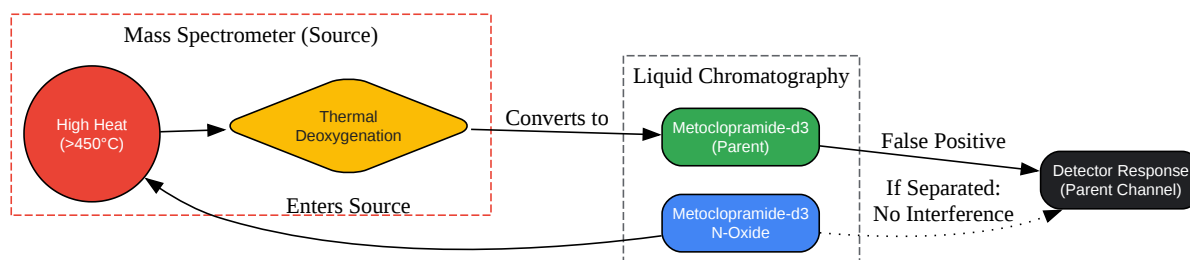 Mass Spectrometer (Source)
High Heat
(>450°C)
Thermal
Deoxygenation
Converts to
Enters Source
Liquid Chromatography
Metoclopramide-d3
(Parent)
Metoclopramide-d3
N-Oxide
False Positive
If Separated:
No Interference
Detector Response
(Parent Channel)